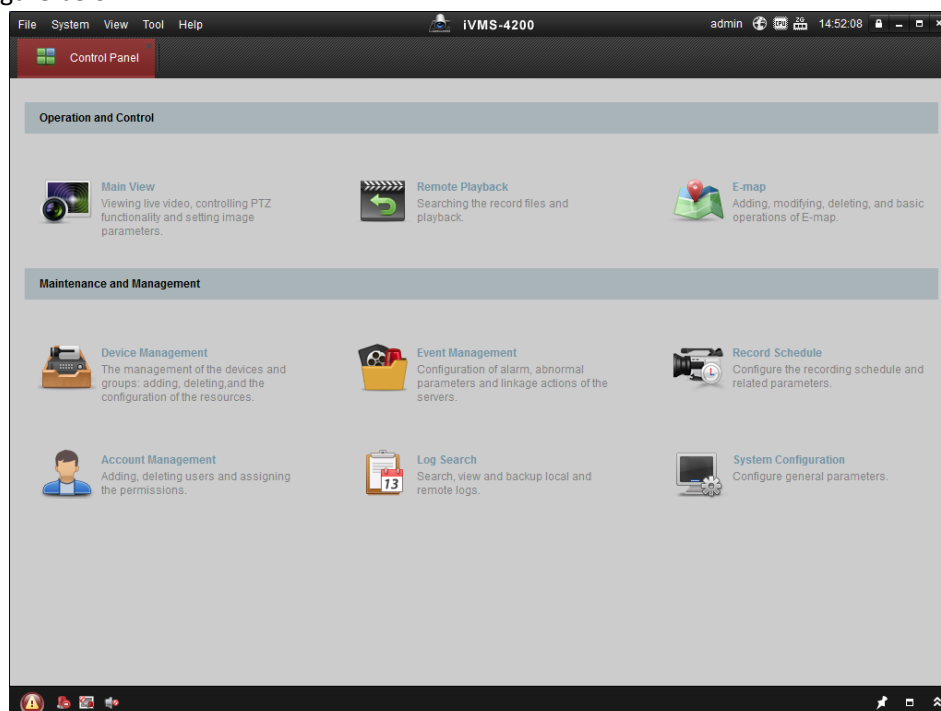 File System View Tool Help iVMS-4200 admin CPU 2G 14:52:08
Control Panel
Operation and Control
Main View
Viewing live video, controlling PTZ
functionality and setting image
parameters.
Remote Playback
Searching the record files and
playback.
E-map
Adding, modifying, deleting, and basic
operations of E-map.
Maintenance and Management
Device Management
The management of the devices and
groups: adding, deleting,and the
configuration of the resources.
Event Management
Configuration of alarm, abnormal
parameters and linkage actions of the
servers.
Record Schedule
Configure the recording schedule and
related parameters.
Account Management
Adding, deleting users and assigning
the permissions.
Log Search
Search, view and backup local and
remote logs.
13
System Configuration
Configure general parameters.